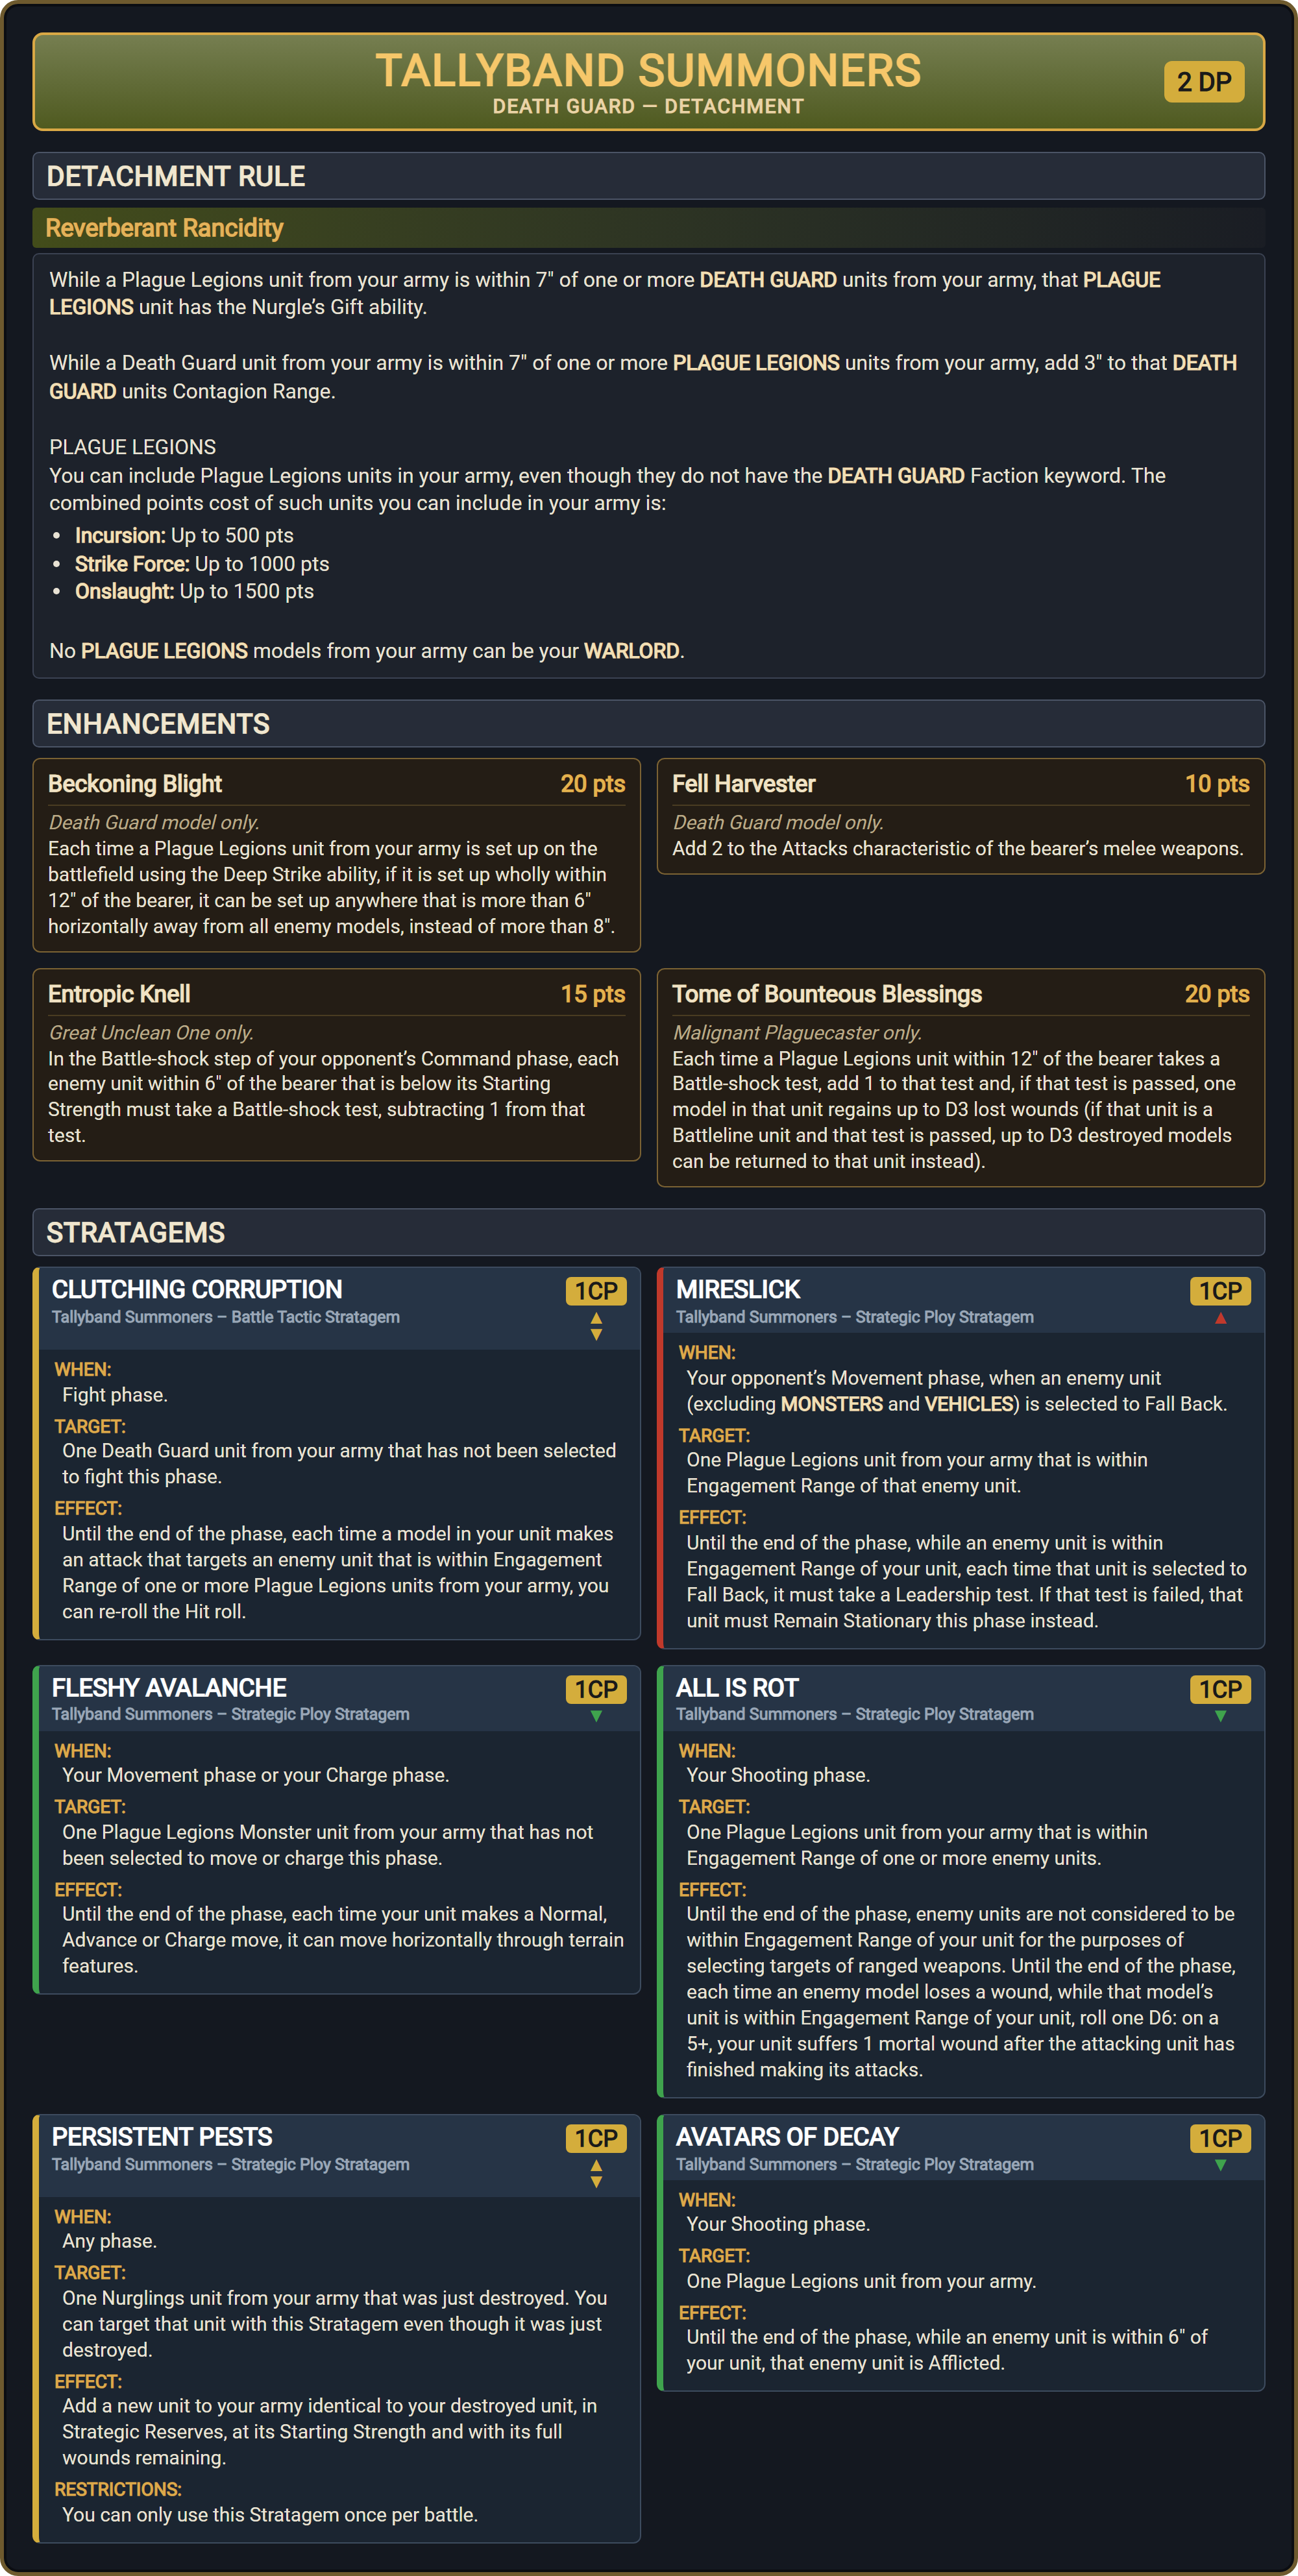 TALLYBAND SUMMONERS
DEATH GUARD — DETACHMENT
2 DP
DETACHMENT RULE
Reverberant Rancidity
While a Plague Legions unit from your army is within 7" of one or more DEATH GUARD units from your army, that PLAGUE
LEGIONS unit has the Nurgle’s Gift ability.
While a Death Guard unit from your army is within 7" of one or more PLAGUE LEGIONS units from your army, add 3" to that DEATH
GUARD units Contagion Range.
PLAGUE LEGIONS
You can include Plague Legions units in your army, even though they do not have the DEATH GUARD Faction keyword. The
combined points cost of such units you can include in your army is:
• Incursion: Up to 500 pts
• Strike Force: Up to 1000 pts
• Onslaught: Up to 1500 pts
No PLAGUE LEGIONS models from your army can be your WARLORD.
ENHANCEMENTS
Beckoning Blight 20 pts
Death Guard model only.
Each time a Plague Legions unit from your army is set up on the
battlefield using the Deep Strike ability, if it is set up wholly within
12" of the bearer, it can be set up anywhere that is more than 6"
horizontally away from all enemy models, instead of more than 8".
Fell Harvester 10 pts
Death Guard model only.
Add 2 to the Attacks characteristic of the bearer’s melee weapons.
Entropic Knell 15 pts
Great Unclean One only.
In the Battle-shock step of your opponent’s Command phase, each
enemy unit within 6" of the bearer that is below its Starting
Strength must take a Battle-shock test, subtracting 1 from that
test.
Tome of Bounteous Blessings 20 pts
Malignant Plaguecaster only.
Each time a Plague Legions unit within 12" of the bearer takes a
Battle-shock test, add 1 to that test and, if that test is passed, one
model in that unit regains up to D3 lost wounds (if that unit is a
Battleline unit and that test is passed, up to D3 destroyed models
can be returned to that unit instead).
STRATAGEMS
CLUTCHING CORRUPTION 1CP
Tallyband Summoners – Battle Tactic Stratagem
WHEN:
Fight phase.
TARGET:
One Death Guard unit from your army that has not been selected
to fight this phase.
EFFECT:
Until the end of the phase, each time a model in your unit makes
an attack that targets an enemy unit that is within Engagement
Range of one or more Plague Legions units from your army, you
can re-roll the Hit roll.
MIRESLICK 1CP
Tallyband Summoners – Strategic Ploy Stratagem
WHEN:
Your opponent’s Movement phase, when an enemy unit
(excluding MONSTERS and VEHICLES) is selected to Fall Back.
TARGET:
One Plague Legions unit from your army that is within
Engagement Range of that enemy unit.
EFFECT:
Until the end of the phase, while an enemy unit is within
Engagement Range of your unit, each time that unit is selected to
Fall Back, it must take a Leadership test. If that test is failed, that
unit must Remain Stationary this phase instead.
FLESHY AVALANCHE 1CP
Tallyband Summoners – Strategic Ploy Stratagem
WHEN:
Your Movement phase or your Charge phase.
TARGET:
One Plague Legions Monster unit from your army that has not
been selected to move or charge this phase.
EFFECT:
Until the end of the phase, each time your unit makes a Normal,
Advance or Charge move, it can move horizontally through terrain
features.
ALL IS ROT 1CP
Tallyband Summoners – Strategic Ploy Stratagem
WHEN:
Your Shooting phase.
TARGET:
One Plague Legions unit from your army that is within
Engagement Range of one or more enemy units.
EFFECT:
Until the end of the phase, enemy units are not considered to be
within Engagement Range of your unit for the purposes of
selecting targets of ranged weapons. Until the end of the phase,
each time an enemy model loses a wound, while that model’s
unit is within Engagement Range of your unit, roll one D6: on a
5+, your unit suffers 1 mortal wound after the attacking unit has
finished making its attacks.
PERSISTENT PESTS 1CP
Tallyband Summoners – Strategic Ploy Stratagem
WHEN:
Any phase.
TARGET:
One Nurglings unit from your army that was just destroyed. You
can target that unit with this Stratagem even though it was just
destroyed.
EFFECT:
Add a new unit to your army identical to your destroyed unit, in
Strategic Reserves, at its Starting Strength and with its full
wounds remaining.
RESTRICTIONS:
You can only use this Stratagem once per battle.
AVATARS OF DECAY 1CP
Tallyband Summoners – Strategic Ploy Stratagem
WHEN:
Your Shooting phase.
TARGET:
One Plague Legions unit from your army.
EFFECT:
Until the end of the phase, while an enemy unit is within 6" of
your unit, that enemy unit is Afflicted.